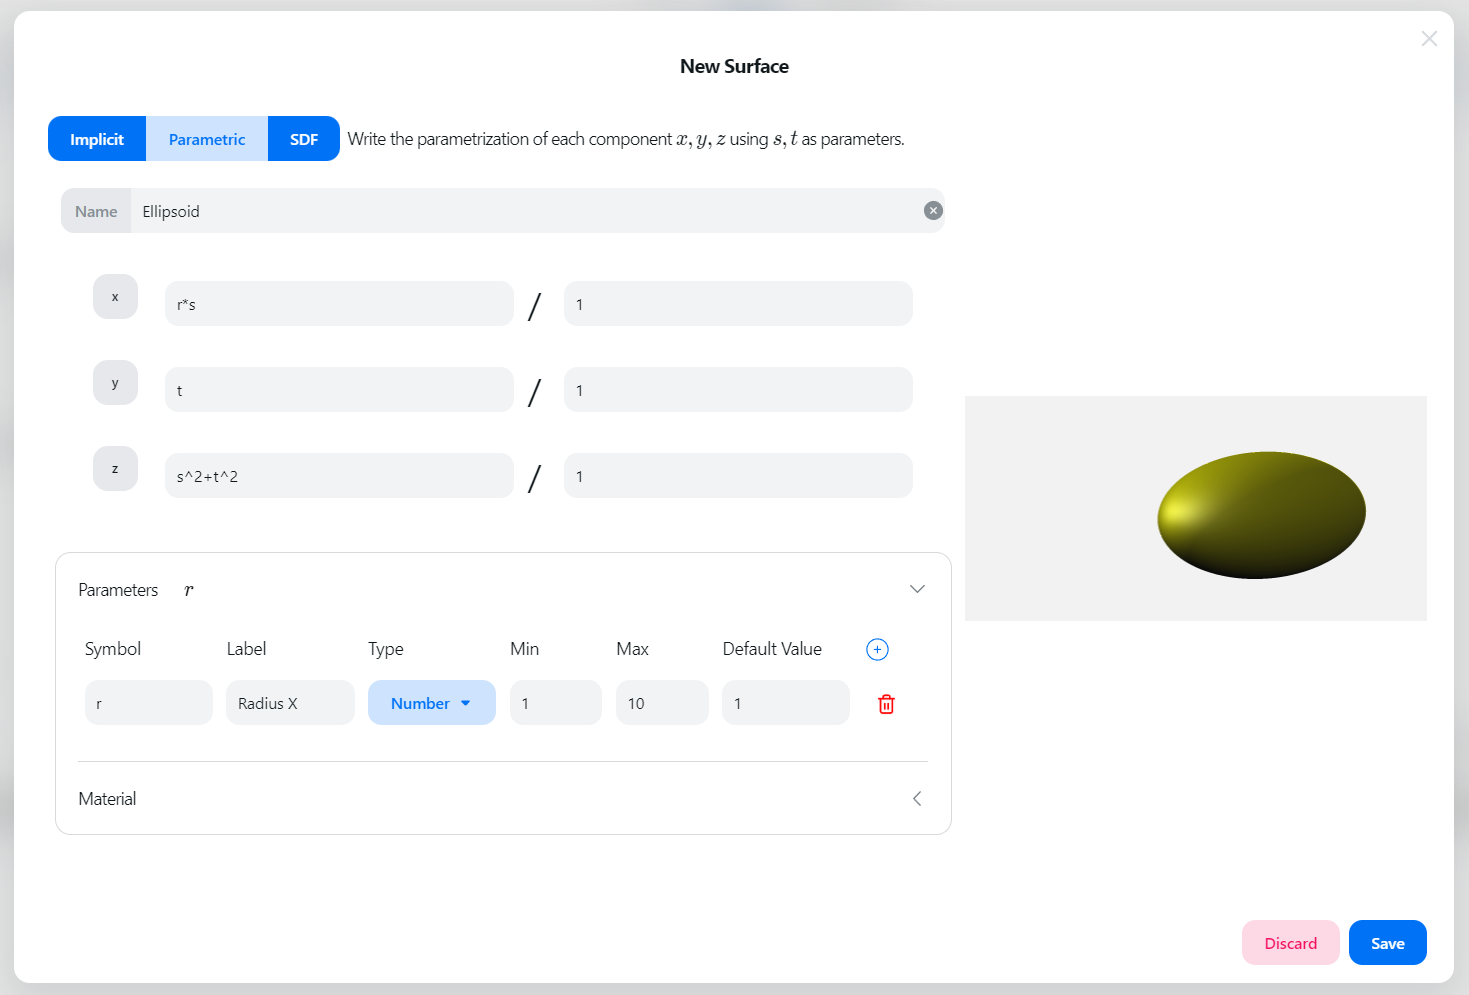 New Surface
Implicit Parametric SDF Write the parametrization of each component x, y, z using s, t as parameters.
Name Ellipsoid
x r*s / 1
y t / 1
z s^2+t^2 / 1
Parameters r
Symbol Label Type Min Max Default Value
r Radius X Number 1 10 1
Material
Discard Save